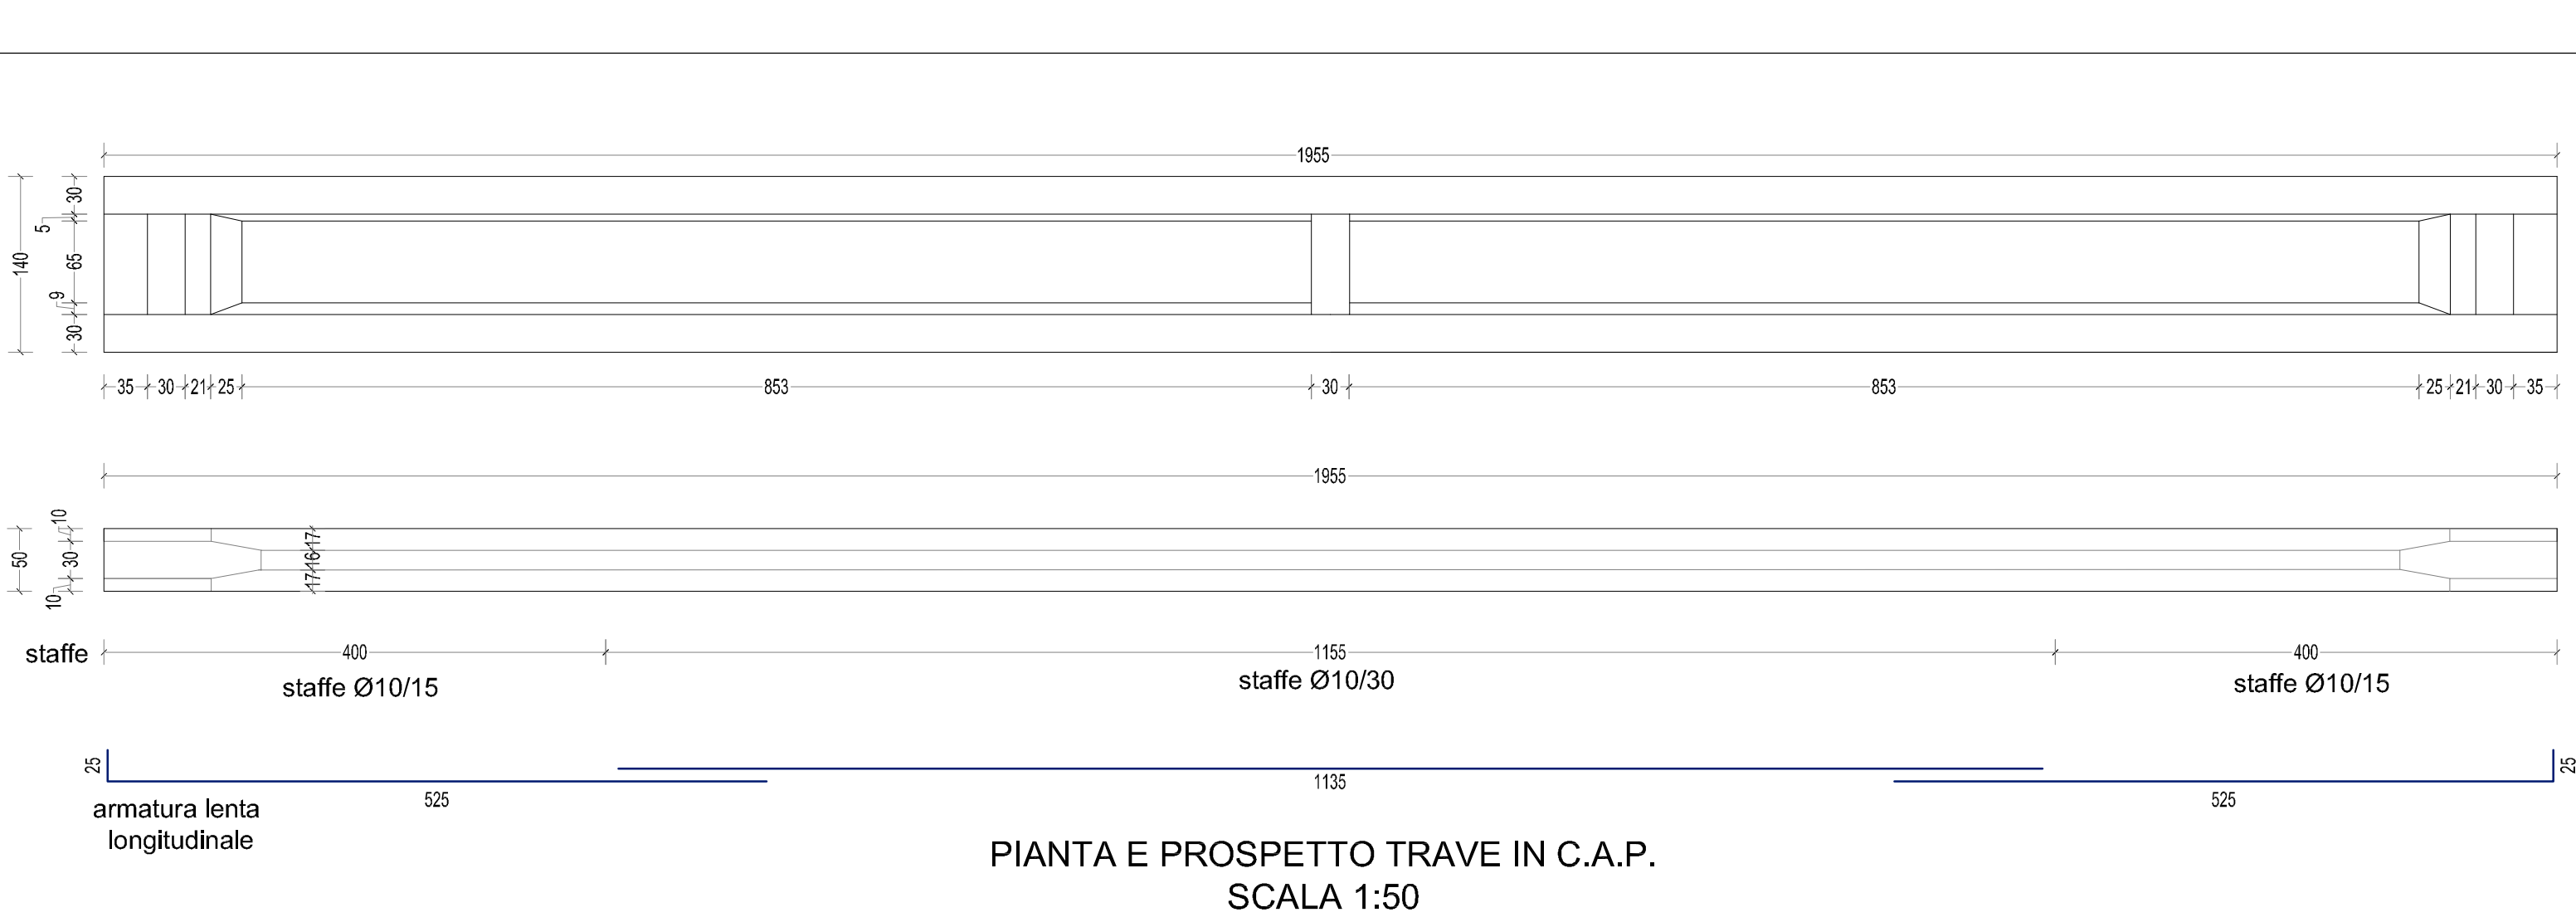 1955
30
5
140
65
9
30
35 30 21 25 853 30 853 25 21 30 35
1955
10
50
30
10
17
16
17
staffe
400 1155 400
staffe Ø10/15 staffe Ø10/30 staffe Ø10/15
25 25
1135
525 525
armatura lenta
longitudinale
PIANTA E PROSPETTO TRAVE IN C.A.P.
SCALA 1:50